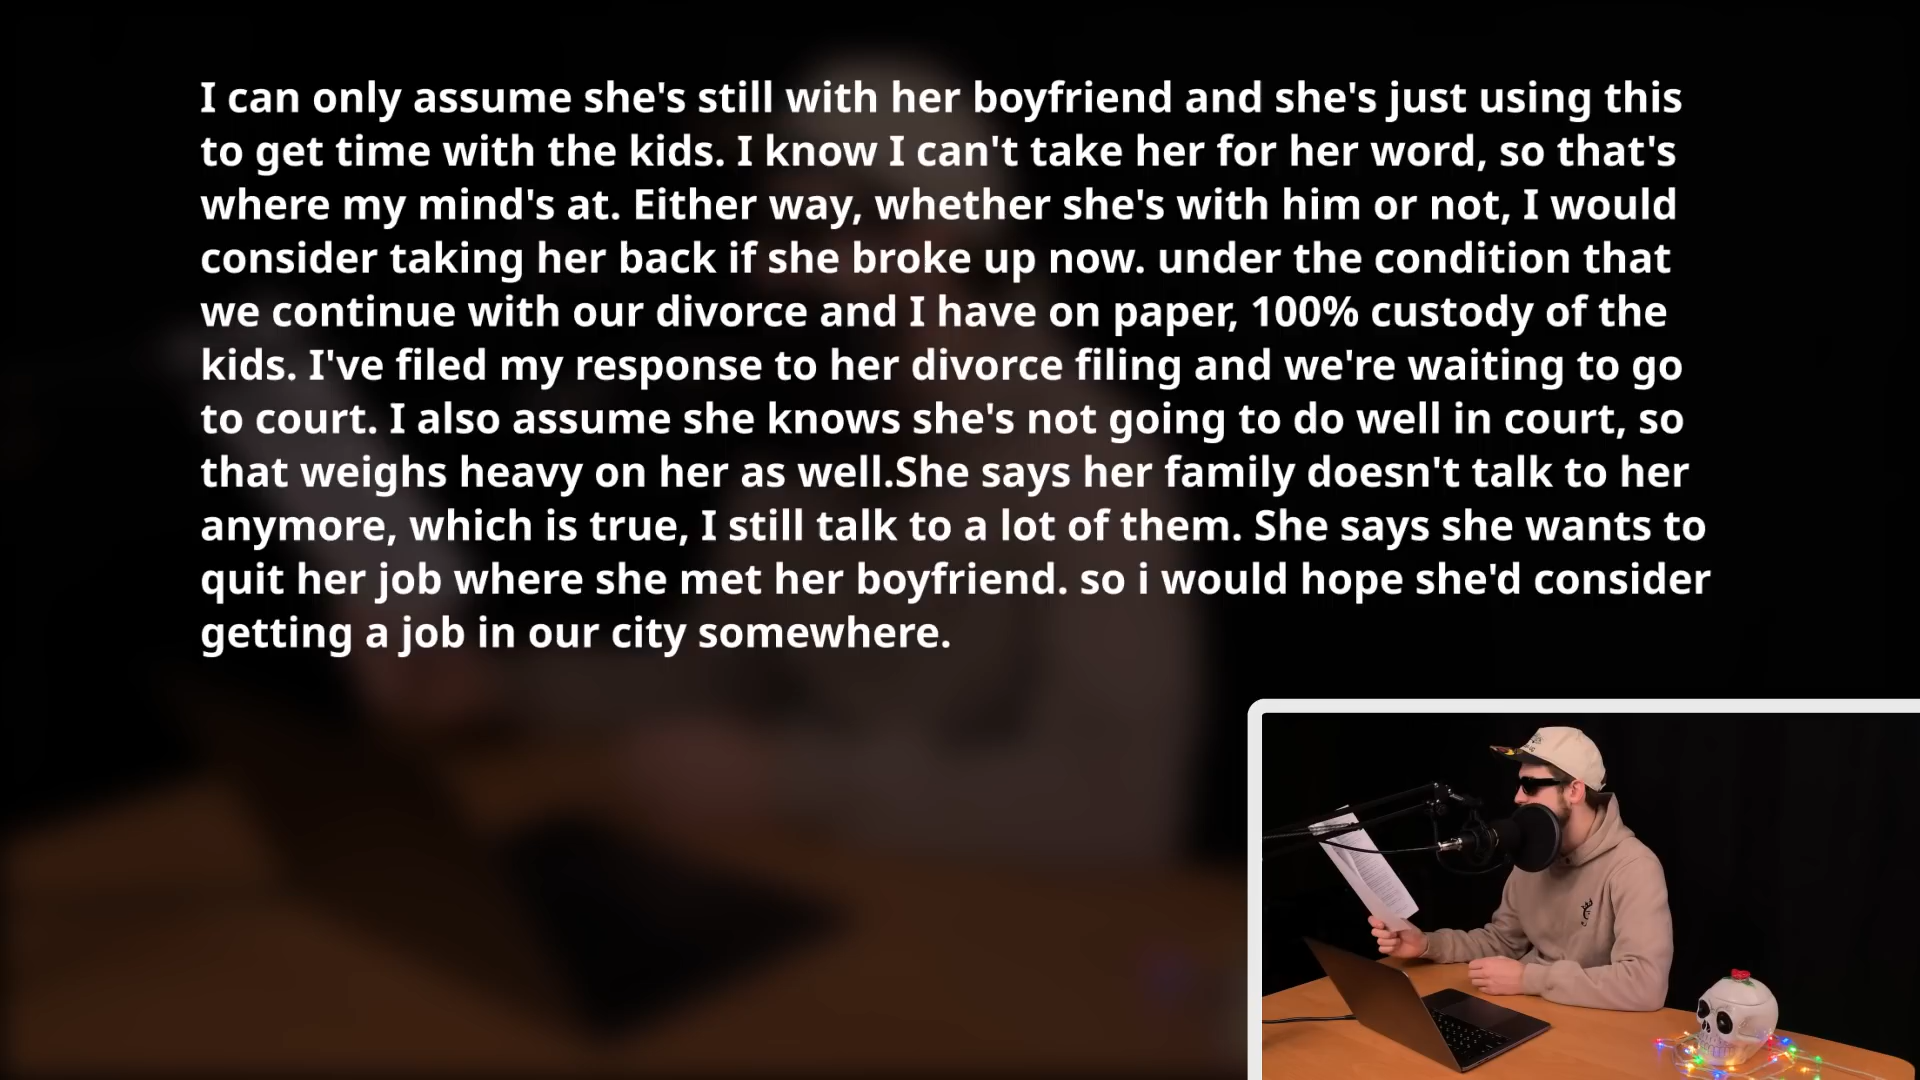 I can only assume she's still with her boyfriend and she's just using this
to get time with the kids. I know I can't take her for her word, so that's
where my mind's at. Either way, whether she's with him or not, I would
consider taking her back if she broke up now. under the condition that
we continue with our divorce and I have on paper, 100% custody of the
kids. I've filed my response to her divorce filing and we're waiting to go
to court. I also assume she knows she's not going to do well in court, so
that weighs heavy on her as well.She says her family doesn't talk to her
anymore, which is true, I still talk to a lot of them. She says she wants to
quit her job where she met her boyfriend. so i would hope she'd consider
getting a job in our city somewhere.